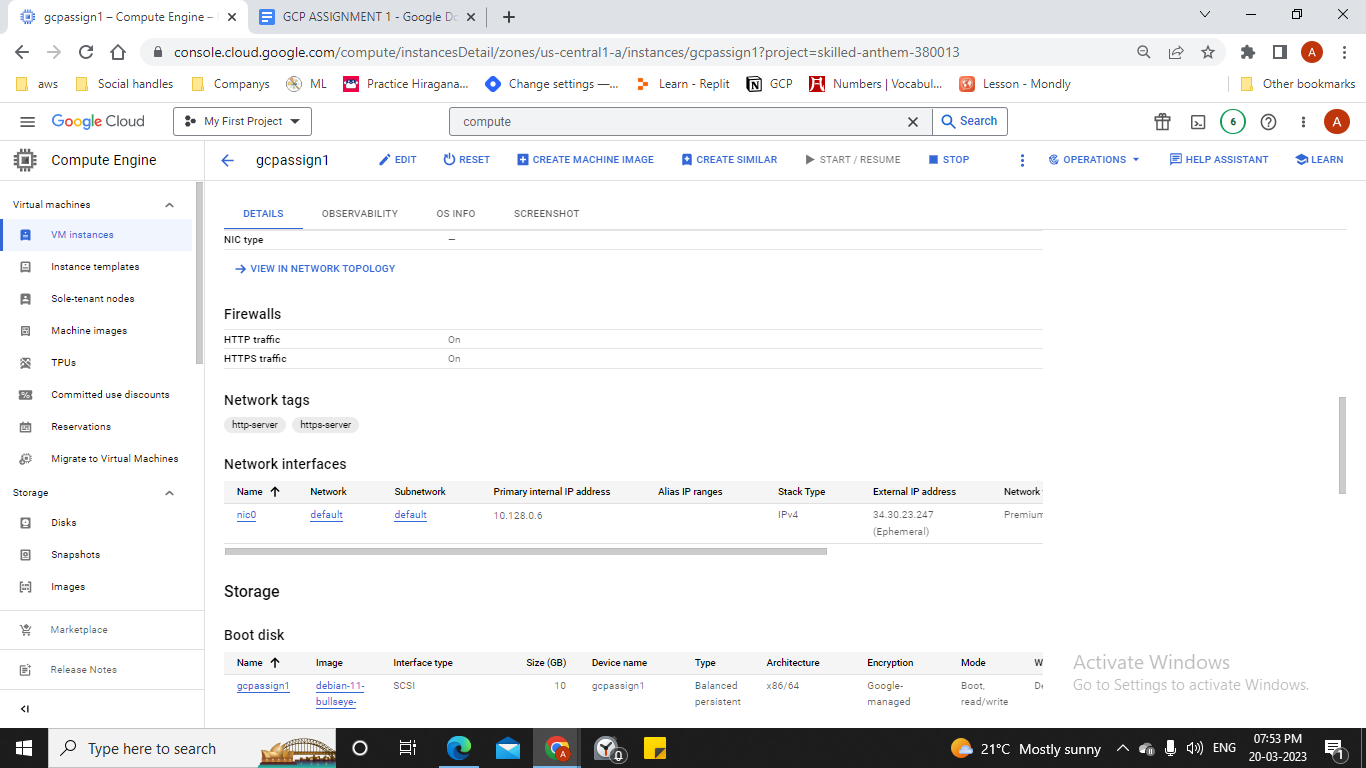 gcpassign1 – Compute Engine –
GCP ASSIGNMENT 1 - Google Do
console.cloud.google.com/compute/instancesDetail/zones/us-central1-a/instances/gcpassign1?project=skilled-anthem-380013
A
aws Social handles Companys ML Practice Hiragana... Change settings —... Learn - Replit GCP Numbers | Vocabul... Lesson - Mondly Other bookmarks
Google Cloud My First Project compute Search 6 A
Compute Engine gcpassign1 EDIT RESET CREATE MACHINE IMAGE CREATE SIMILAR START / RESUME STOP OPERATIONS HELP ASSISTANT LEARN
Virtual machines
VM instances
Instance templates
Sole-tenant nodes
Machine images
TPUs
Committed use discounts
Reservations
Migrate to Virtual Machines
Storage
Disks
Snapshots
Images
Marketplace
Release Notes
DETAILS OBSERVABILITY OS INFO SCREENSHOT
NIC type —
VIEW IN NETWORK TOPOLOGY
Firewalls
HTTP traffic On
HTTPS traffic On
Network tags
http-server https-server
Network interfaces
Name Network Subnetwork Primary internal IP address Alias IP ranges Stack Type External IP address Network
nic0 default default 10.128.0.6 IPv4 34.30.23.247 Premium
(Ephemeral)
Storage
Boot disk
Name Image Interface type Size (GB) Device name Type Architecture Encryption Mode W
gcpassign1 debian-11- SCSI 10 gcpassign1 Balanced x86/64 Google- Boot, De
bullseye- persistent managed read/write
Activate Windows
Go to Settings to activate Windows.
Type here to search
21°C Mostly sunny
ENG
07:53 PM
20-03-2023
1